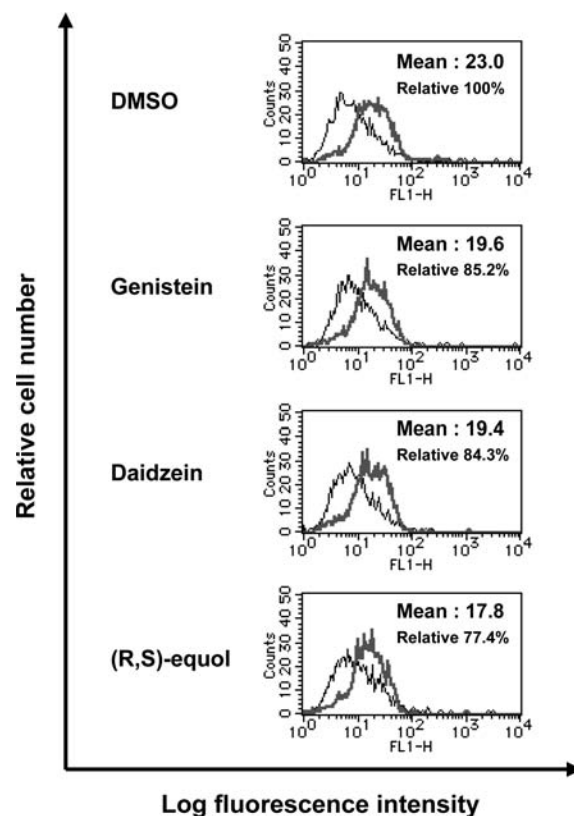 Relative cell number
DMSO
Counts
50
40
30
20
10
0
Mean : 23.0
Relative 100%
10^0 10^1 10^2 10^3 10^4
FL1-H
Genistein
Counts
50
40
30
20
10
0
Mean : 19.6
Relative 85.2%
10^0 10^1 10^2 10^3 10^4
FL1-H
Daidzein
Counts
50
40
30
20
10
0
Mean : 19.4
Relative 84.3%
10^0 10^1 10^2 10^3 10^4
FL1-H
(R,S)-equol
Counts
50
40
30
20
10
0
Mean : 17.8
Relative 77.4%
10^0 10^1 10^2 10^3 10^4
FL1-H
Log fluorescence intensity